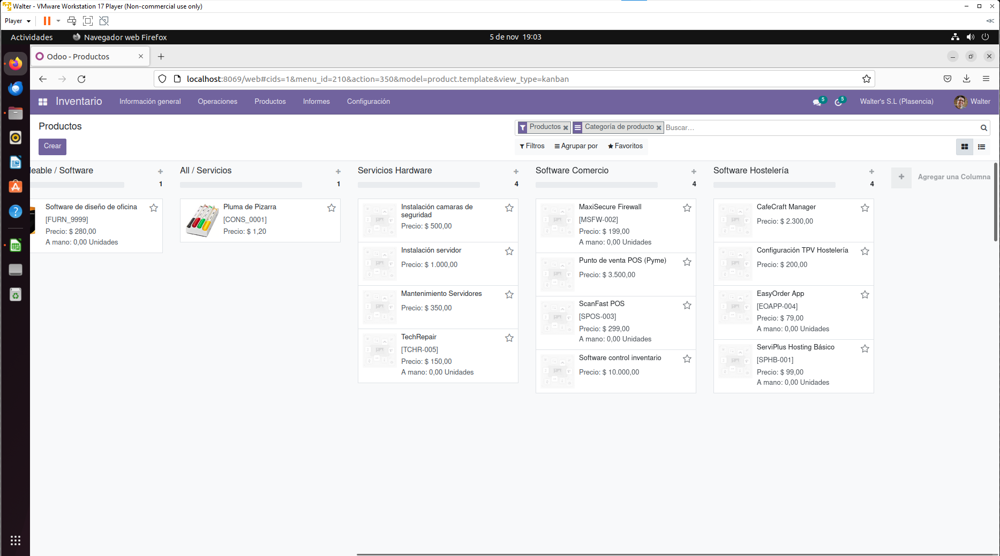 Walter - VMware Workstation 17 Player (Non-commercial use only)
Player
Actividades
Navegador web Firefox
5 de nov 19:03
Odoo - Productos
localhost:8069/web#cids=1&menu_id=210&action=350&model=product.template&view_type=kanban
Inventario
Información general
Operaciones
Productos
Informes
Configuración
5
5
Walter's S.L (Plasencia)
Walter
Productos
Productos
Categoría de producto
Buscar...
Crear
Filtros
Agrupar por
Favoritos
leable / Software
1
Software de diseño de oficina
[FURN_9999]
Precio: $ 280,00
A mano: 0,00 Unidades
All / Servicios
1
Pluma de Pizarra
[CONS_0001]
Precio: $ 1,20
Servicios Hardware
4
Instalación camaras de
seguridad
Precio: $ 500,00
Instalación servidor
Precio: $ 1.000,00
Mantenimiento Servidores
Precio: $ 350,00
TechRepair
[TCHR-005]
Precio: $ 150,00
A mano: 0,00 Unidades
Software Comercio
4
MaxiSecure Firewall
[MSFW-002]
Precio: $ 199,00
A mano: 0,00 Unidades
Punto de venta POS (Pyme)
Precio: $ 3.500,00
ScanFast POS
[SPOS-003]
Precio: $ 299,00
A mano: 0,00 Unidades
Software control inventario
Precio: $ 10.000,00
Software Hostelería
4
CafeCraft Manager
Precio: $ 2.300,00
Configuración TPV Hostelería
Precio: $ 200,00
EasyOrder App
[EOAPP-004]
Precio: $ 79,00
A mano: 0,00 Unidades
ServiPlus Hosting Básico
[SPHB-001]
Precio: $ 99,00
A mano: 0,00 Unidades
Agregar una Columna